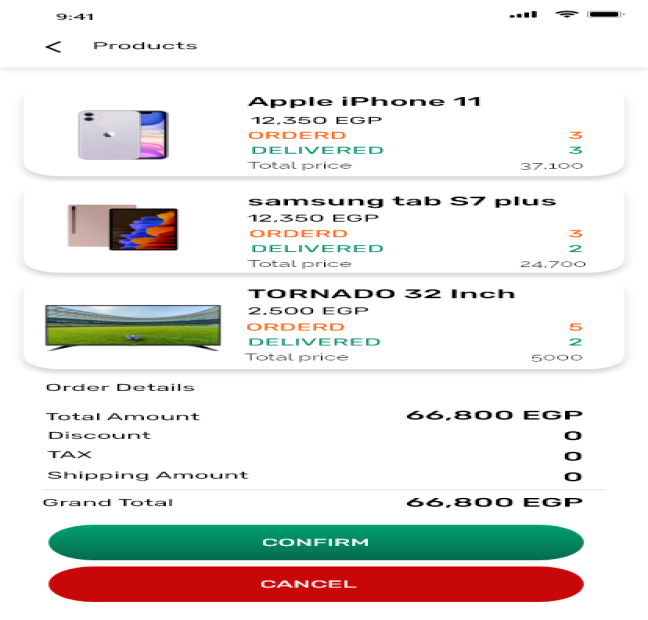 9:41
< Products
Apple iPhone 11
12,350 EGP
ORDERD 3
DELIVERED 3
Total price 37,100
samsung tab S7 plus
12,350 EGP
ORDERD 3
DELIVERED 2
Total price 24,700
TORNADO 32 Inch
2,500 EGP
ORDERD 5
DELIVERED 2
Total price 5000
Order Details
Total Amount 66,800 EGP
Discount 0
TAX 0
Shipping Amount 0
Grand Total 66,800 EGP
CONFIRM
CANCEL